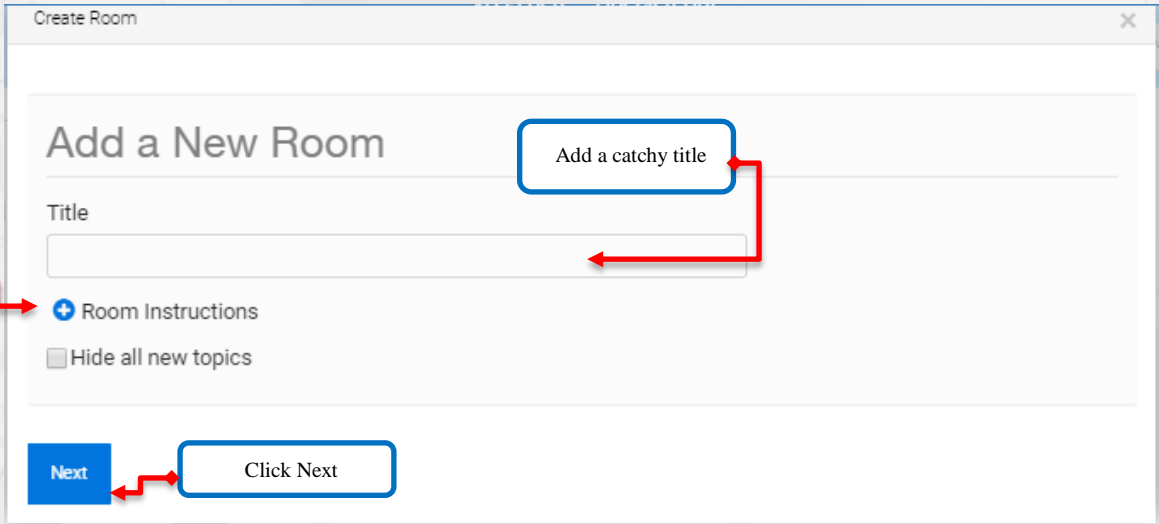 Create Room
Add a New Room
Add a catchy title
Title
Room Instructions
Hide all new topics
Next
Click Next